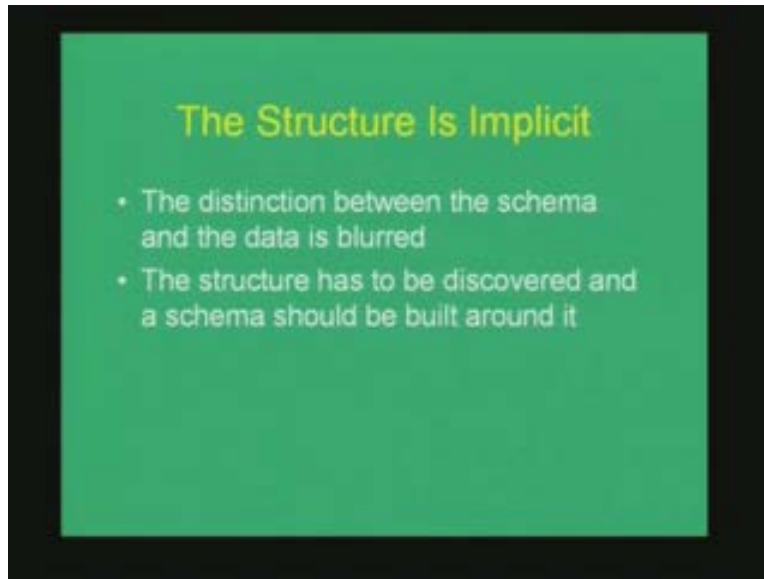 The Structure Is Implicit
• The distinction between the schema
and the data is blurred
• The structure has to be discovered and
a schema should be built around it